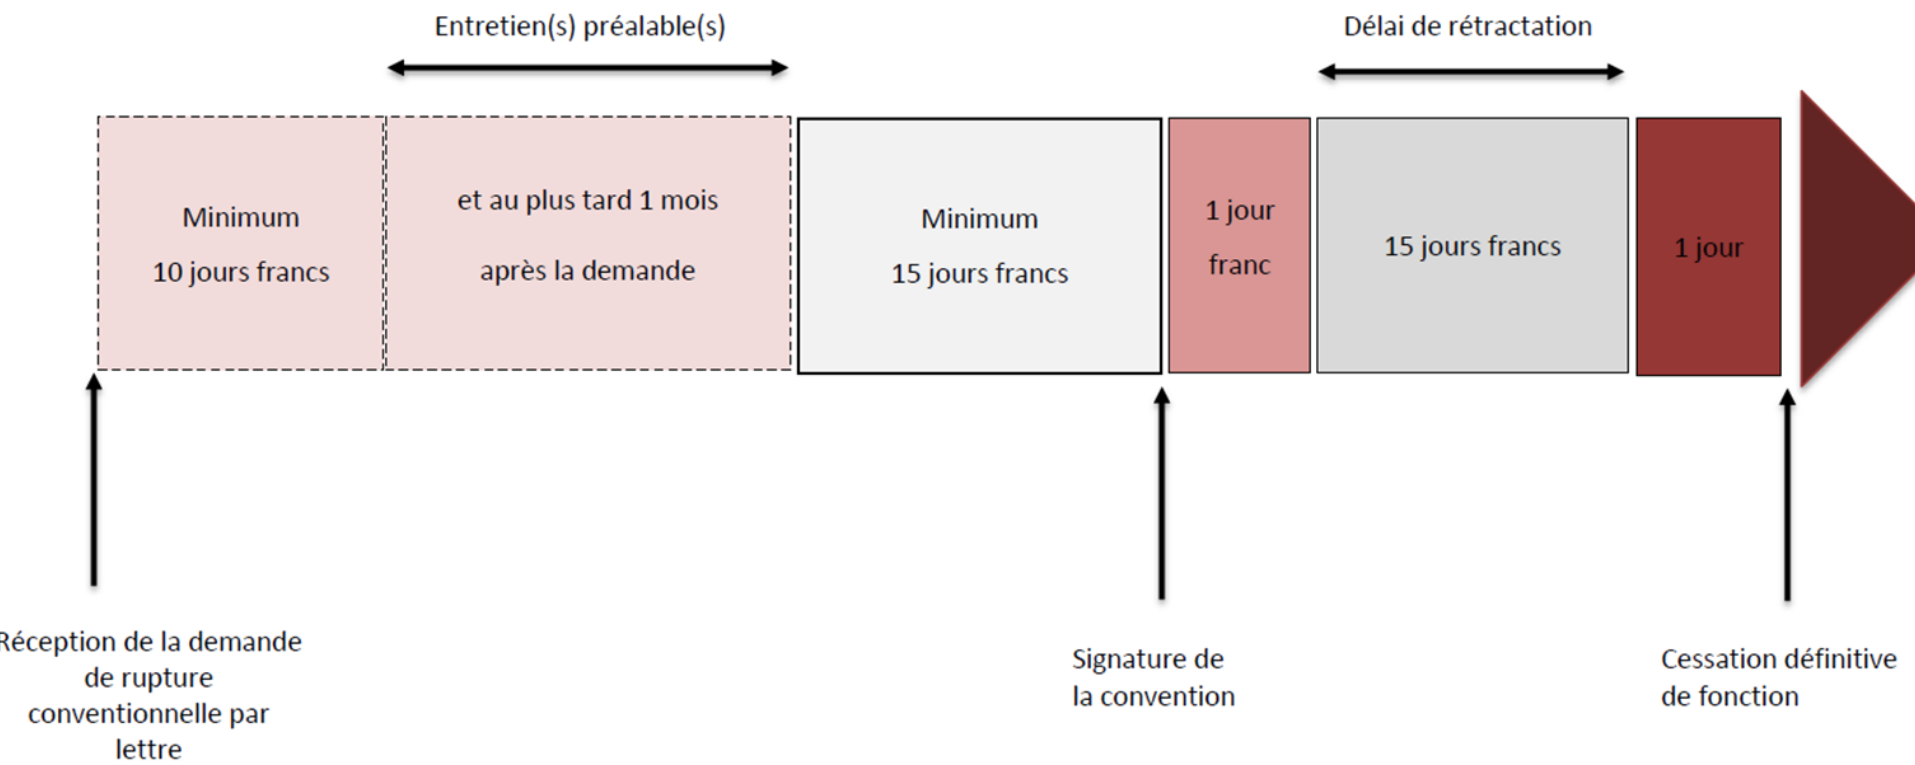 Entretien(s) préalable(s)
Délai de rétractation
Minimum
10 jours francs
et au plus tard 1 mois
après la demande
Minimum
15 jours francs
1 jour
franc
15 jours francs
1 jour
Réception de la demande
de rupture
conventionnelle par
lettre
Signature de
la convention
Cessation définitive
de fonction